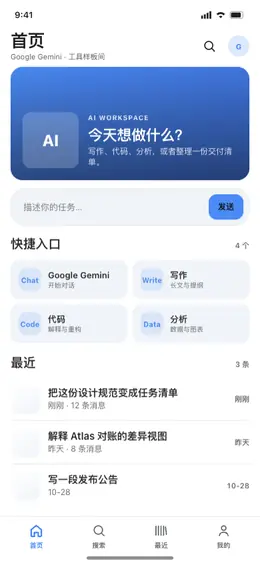 9:41
首页
Google Gemini · 工具样板间
G
AI
AI WORKSPACE
今天想做什么?
写作、代码、分析，或者整理一份交付清
单。
描述你的任务...
发送
快捷入口
4 个
Chat
Google Gemini
开始对话
Write
写作
长文与提纲
Code
代码
解释与重构
Data
分析
数据与图表
最近
3 条
把这份设计规范变成任务清单
刚刚 · 12 条消息
刚刚
解释 Atlas 对账的差异视图
昨天 · 8 条消息
昨天
写一段发布公告
10-28
10-28
首页
搜索
最近
我的